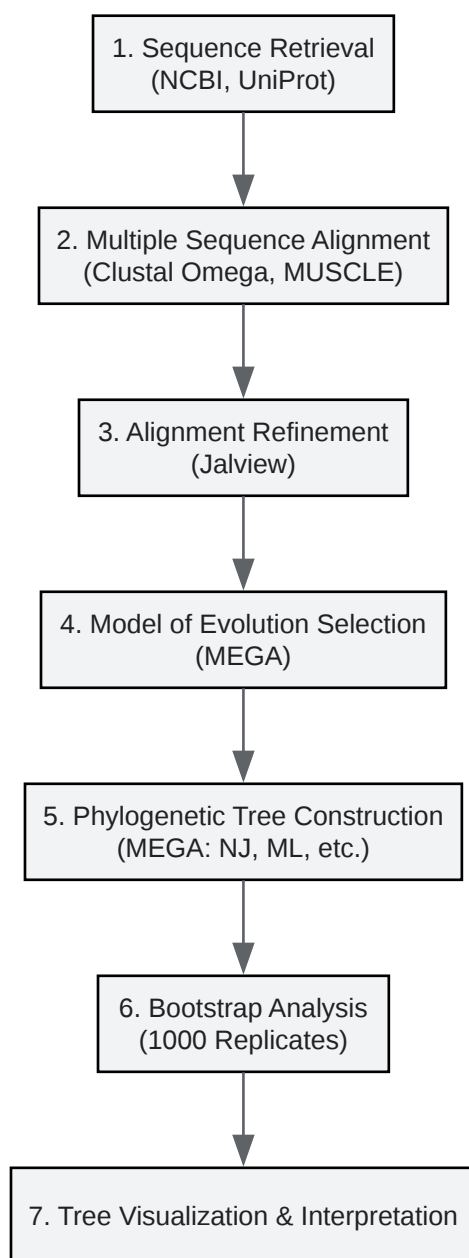 1. Sequence Retrieval
(NCBI, UniProt)
2. Multiple Sequence Alignment
(Clustal Omega, MUSCLE)
3. Alignment Refinement
(Jalview)
4. Model of Evolution Selection
(MEGA)
5. Phylogenetic Tree Construction
(MEGA: NJ, ML, etc.)
6. Bootstrap Analysis
(1000 Replicates)
7. Tree Visualization & Interpretation